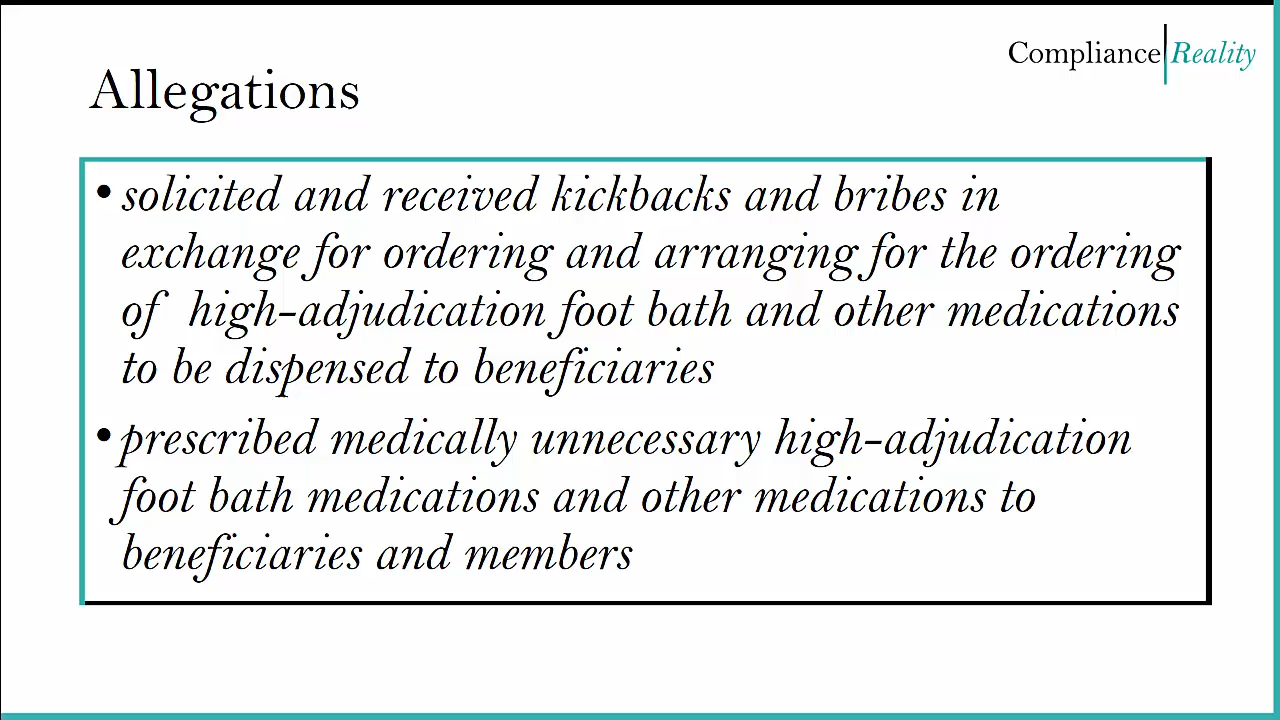 Compliance Reality
Allegations
• solicited and received kickbacks and bribes in
exchange for ordering and arranging for the ordering
of high-adjudication foot bath and other medications
to be dispensed to beneficiaries
• prescribed medically unnecessary high-adjudication
foot bath medications and other medications to
beneficiaries and members